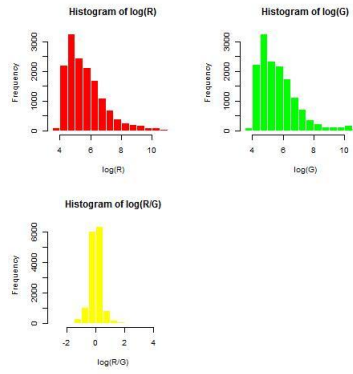 Histogram of log(R)
Frequency
0 1000 2000 3000
4 6 8 10
log(R)
Histogram of log(G)
Frequency
0 1000 2000 3000
4 6 8 10
log(G)
Histogram of log(R/G)
Frequency
0 2000 4000 6000
-2 0 2 4
log(R/G)